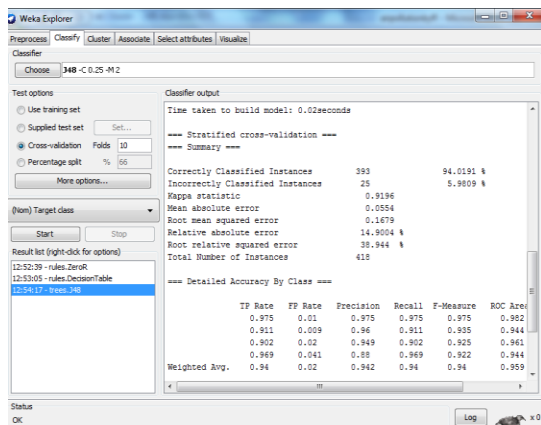 Weka Explorer
Preprocess Classify Cluster Associate Select attributes Visualize
Classifier
Choose J48 -C 0.25 -M 2
Test options
Use training set
Supplied test set Set...
Cross-validation Folds 10
Percentage split % 66
More options...
(Nom) Target class
Start Stop
Result list (right-click for options)
12:52:39 - rules.ZeroR
12:53:05 - rules.DecisionTable
12:54:17 - trees.J48
Classifier output
Time taken to build model: 0.02seconds
=== Stratified cross-validation ===
=== Summary ===
Correctly Classified Instances 393 94.0191 %
Incorrectly Classified Instances 25 5.9809 %
Kappa statistic 0.9196
Mean absolute error 0.0554
Root mean squared error 0.1679
Relative absolute error 14.9004 %
Root relative squared error 38.944 %
Total Number of Instances 418
=== Detailed Accuracy By Class ===
TP Rate FP Rate Precision Recall F-Measure ROC Area
0.975 0.01 0.975 0.975 0.975 0.982
0.911 0.009 0.96 0.911 0.935 0.944
0.902 0.02 0.949 0.902 0.925 0.961
0.969 0.041 0.88 0.969 0.922 0.944
Weighted Avg. 0.94 0.02 0.942 0.94 0.94 0.959
Status
OK
Log
x 0